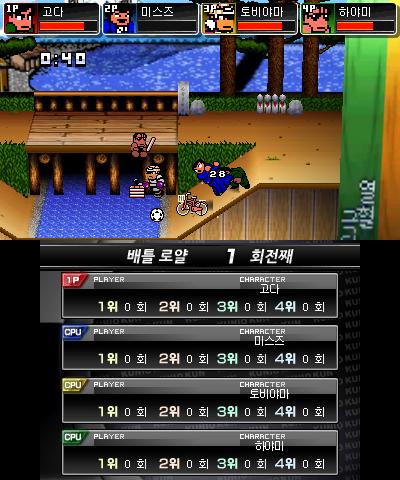 1P 고다 2P 미스즈 3P 토비야마 4P 하야미
0:40
28
배틀 로얄 1 회전째
1P PLAYER CHARACTER
고다
1위 0 회 2위 0 회 3위 0 회 4위 0 회
CPU PLAYER CHARACTER
미스즈
1위 0 회 2위 0 회 3위 0 회 4위 0 회
CPU PLAYER CHARACTER
토비야마
1위 0 회 2위 0 회 3위 0 회 4위 0 회
CPU PLAYER CHARACTER
하야미
1위 0 회 2위 0 회 3위 0 회 4위 0 회